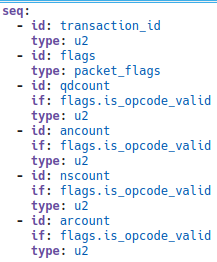 seq:
  - id: transaction_id
    type: u2
  - id: flags
    type: packet_flags
  - id: qdcount
    if: flags.is_opcode_valid
    type: u2
  - id: ancount
    if: flags.is_opcode_valid
    type: u2
  - id: nscount
    if: flags.is_opcode_valid
    type: u2
  - id: arcount
    if: flags.is_opcode_valid
    type: u2